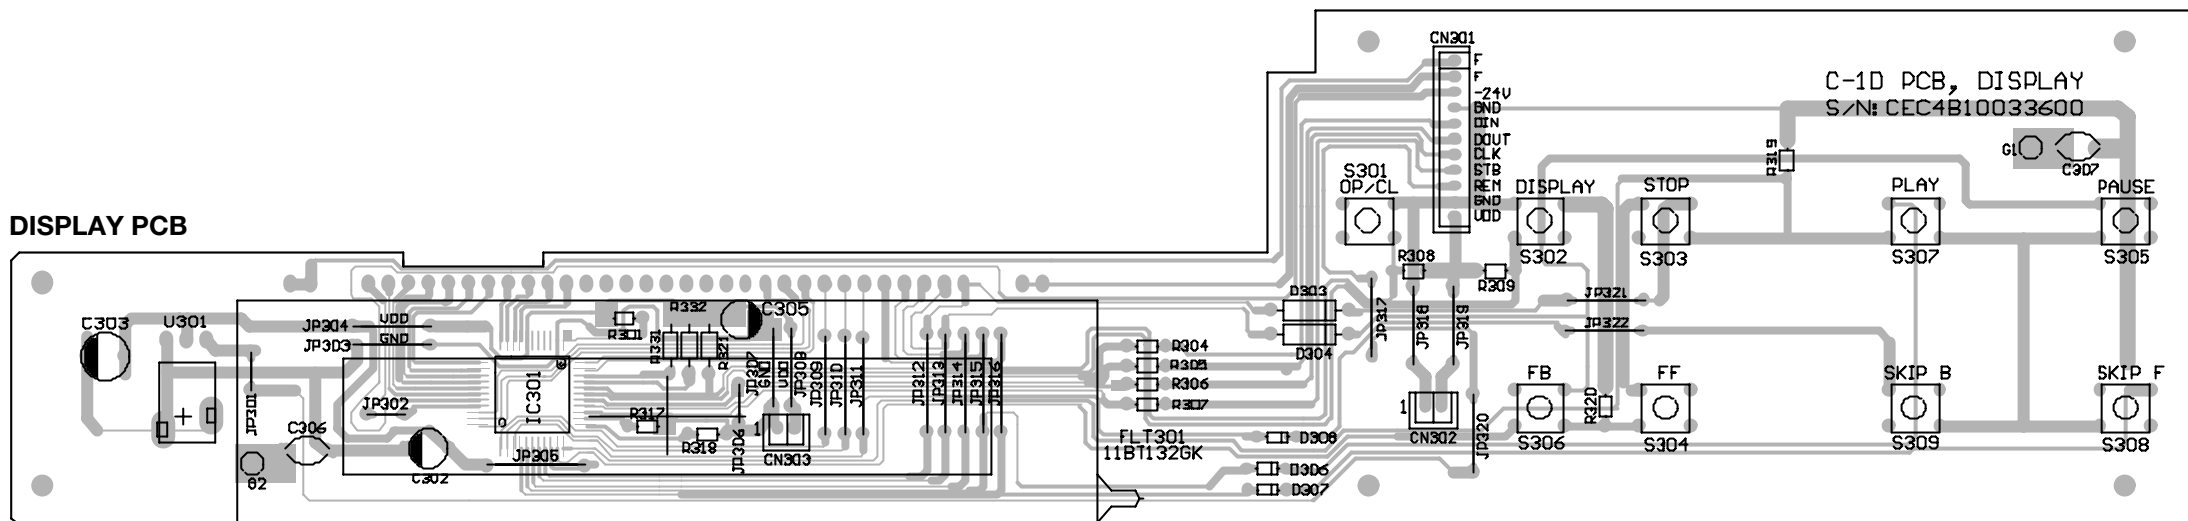 CN301
F
F
-24V
GND
DIN
DOUT
CLK
STB
REM
GND
VDD
C-1D PCB, DISPLAY
S/N: CEC4B10033600
R319
G1
C307
S301
OP/CL
DISPLAY
STOP
PLAY
PAUSE
DISPLAY PCB
S302
S303
S307
S305
R308
R309
D303
JP317
JP318
JP319
JP321
JP322
D304
C303
U301
JP304
VDD
JP303
GND
R332
C305
R301
R331
R321
JP307
GND
VDD
JP308
JP309
JP310
JP311
JP312
JP313
JP314
JP315
JP316
R304
R305
R306
R307
JP301
JP302
IC301
R317
R318
JP306
1
CN303
C306
G2
C302
JP305
FLT301
11BT132GK
D308
D306
D307
1
CN302
JP320
FB
FF
SKIP B
SKIP F
R320
S306
S304
S309
S308